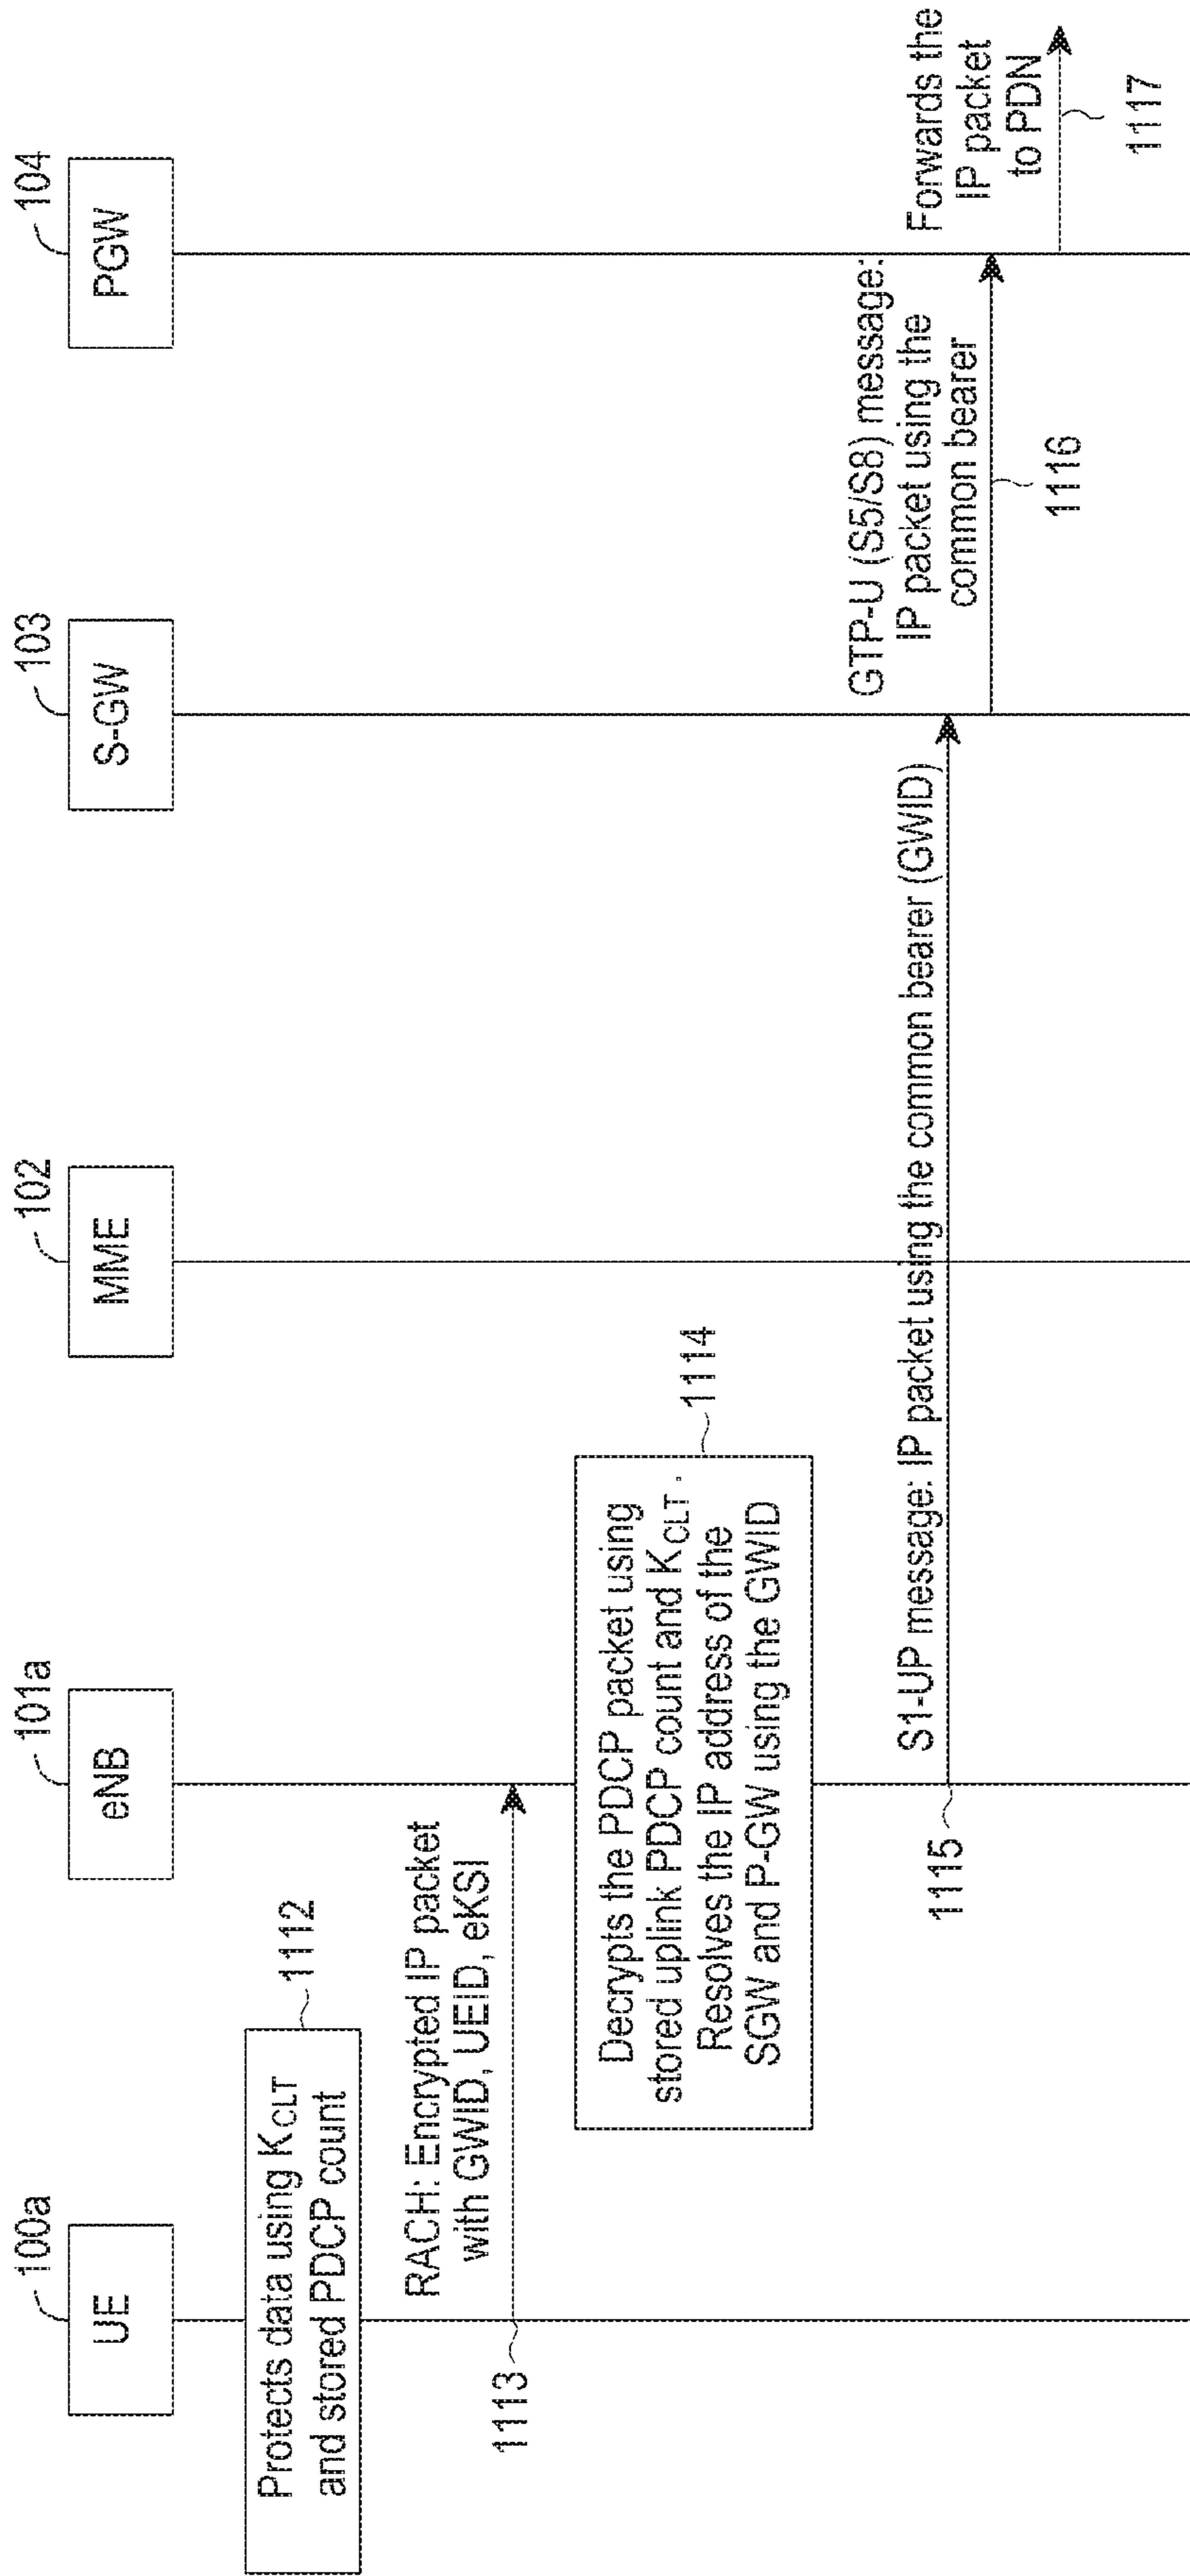 100a
UE
101a
eNB
102
MME
103
S-GW
104
PGW
Protects data using KCLT
and stored PDCP count
1112
RACH: Encrypted IP packet
with GWID, UEID, eKSI
1113
Decrypts the PDCP packet using
stored uplink PDCP count and KCLT.
Resolves the IP address of the
SGW and P-GW using the GWID
1114
S1-UP message: IP packet using the common bearer (GWID)
1115
GTP-U (S5/S8) message:
IP packet using the
common bearer
1116
Forwards the
IP packet
to PDN
1117